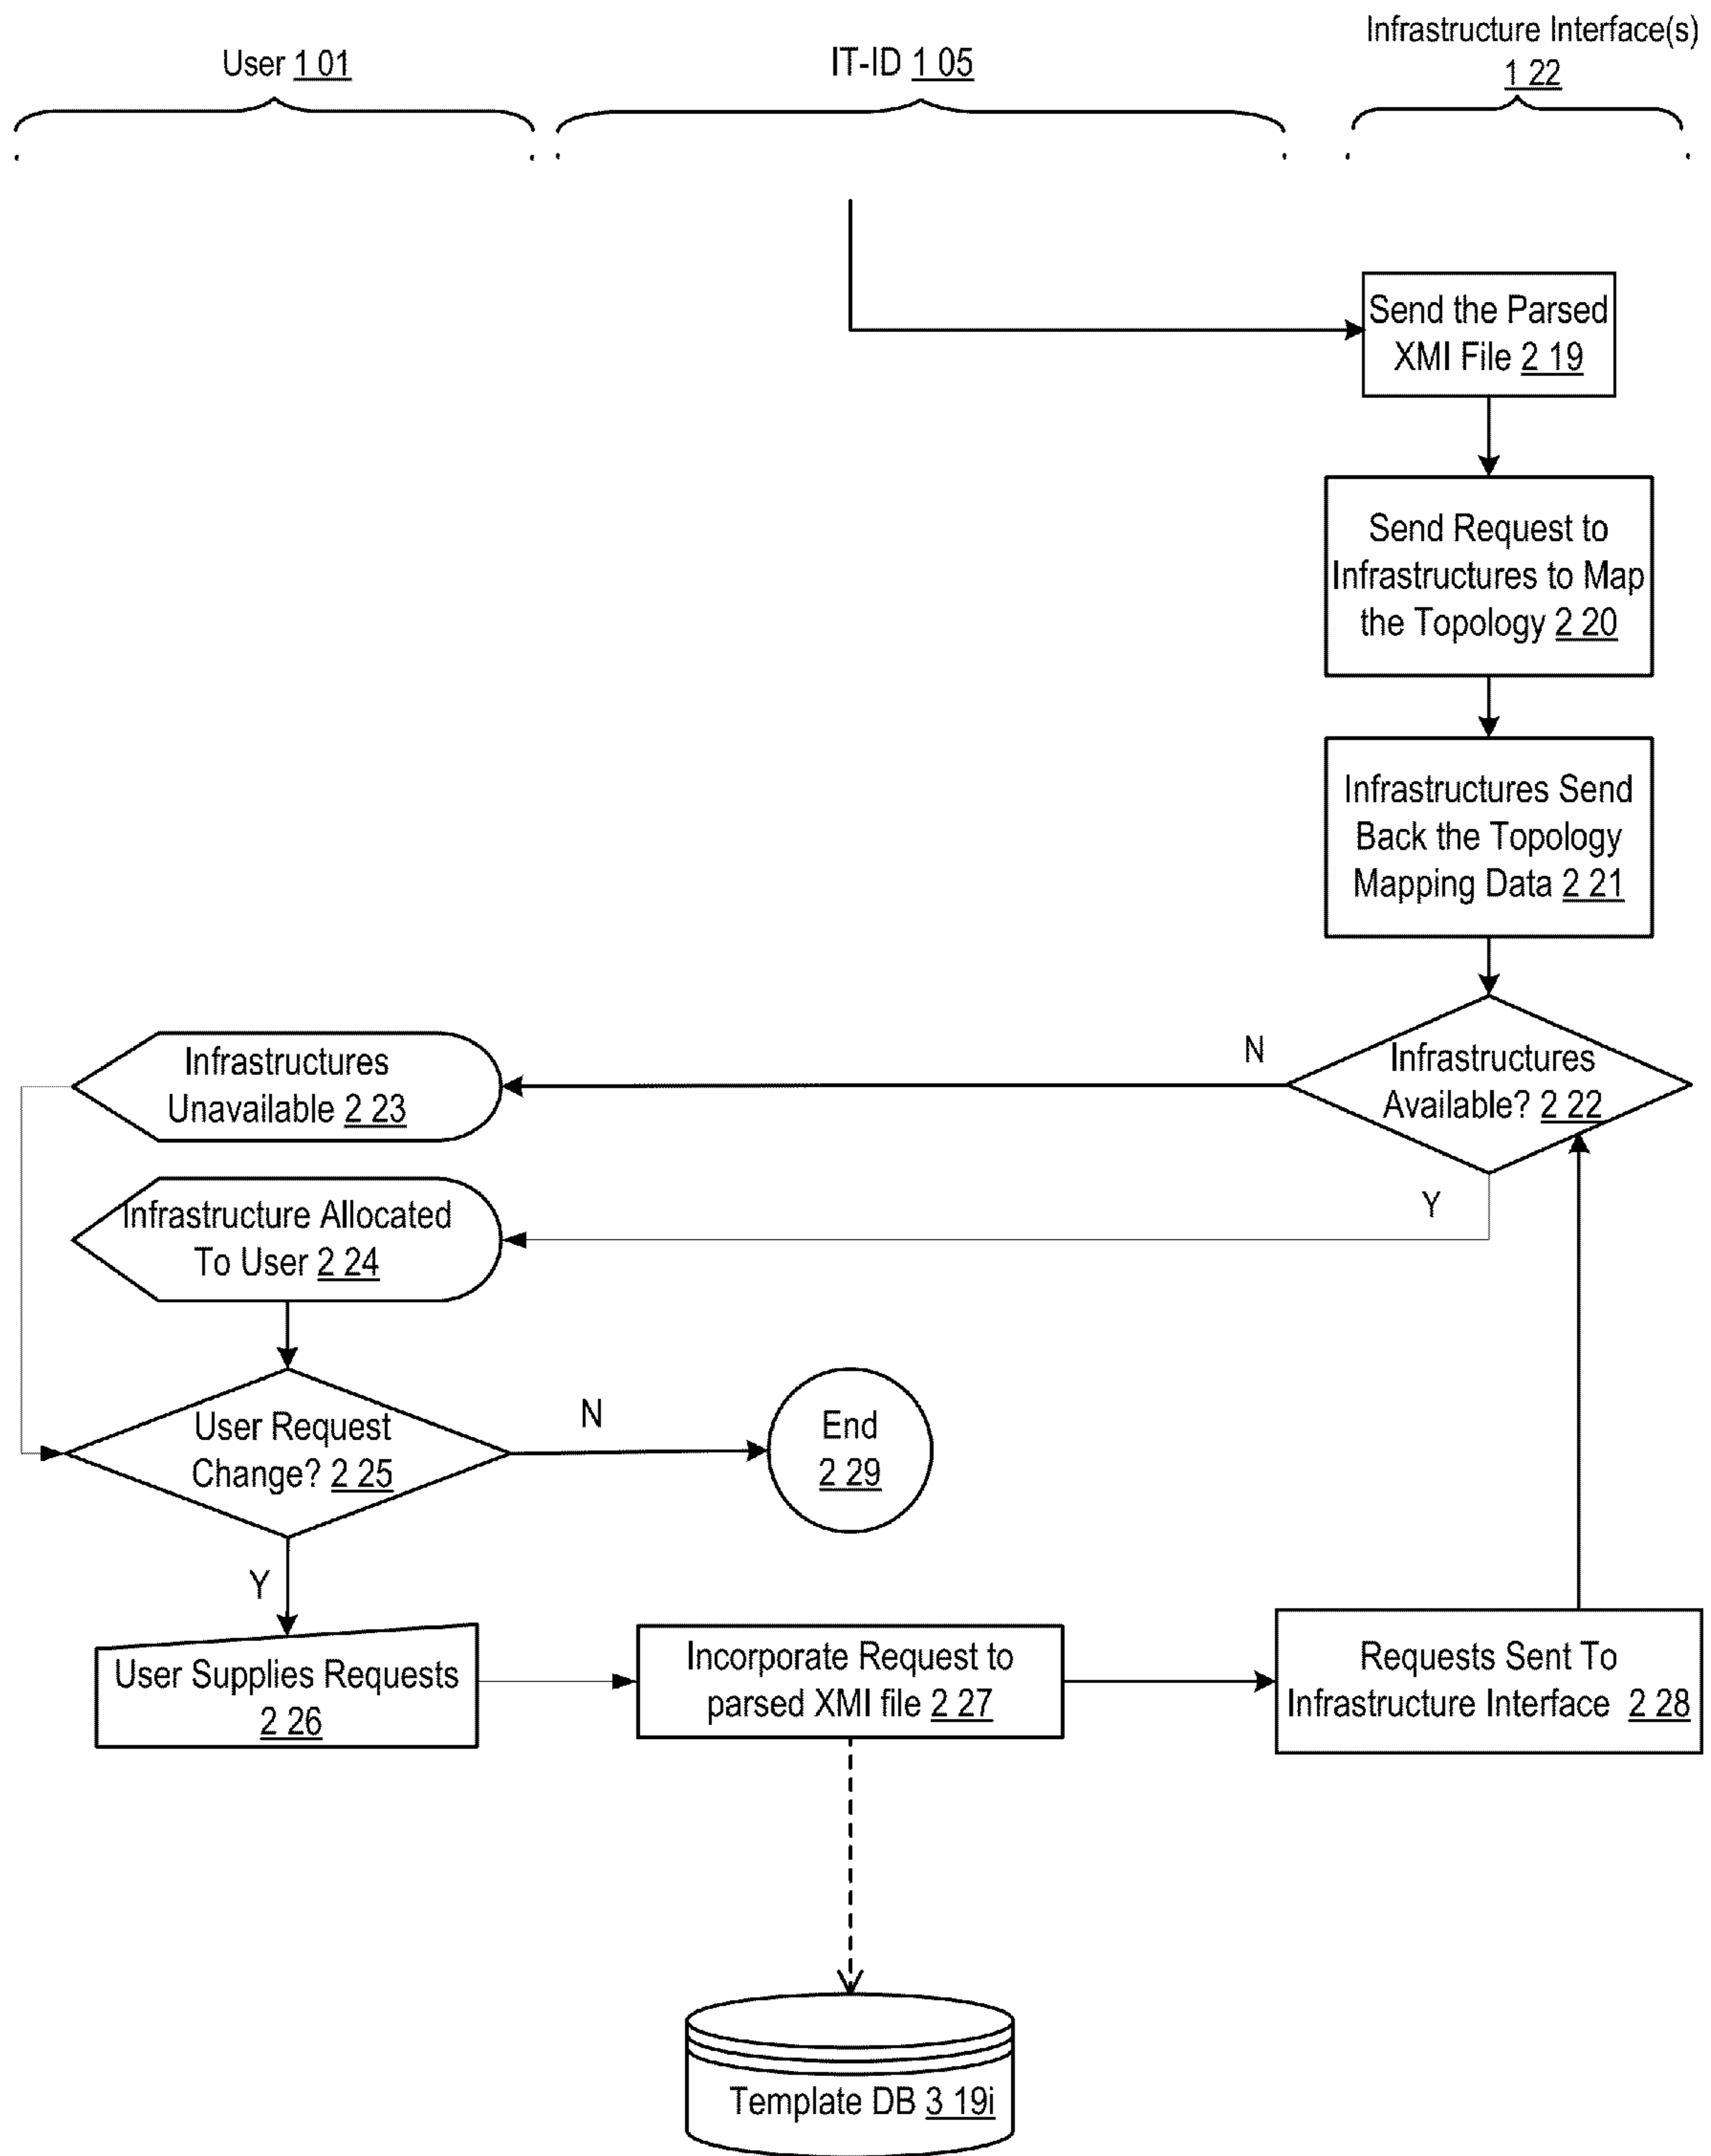 User 1 01
IT-ID 1 05
Infrastructure Interface(s)
1 22
Send the Parsed
XMI File 2 19
Send Request to
Infrastructures to Map
the Topology 2 20
Infrastructures Send
Back the Topology
Mapping Data 2 21
Infrastructures
Available? 2 22
N
Y
Infrastructures
Unavailable 2 23
Infrastructure Allocated
To User 2 24
User Request
Change? 2 25
N
End
2 29
Y
User Supplies Requests
2 26
Incorporate Request to
parsed XMI file 2 27
Requests Sent To
Infrastructure Interface 2 28
Template DB 3 19i